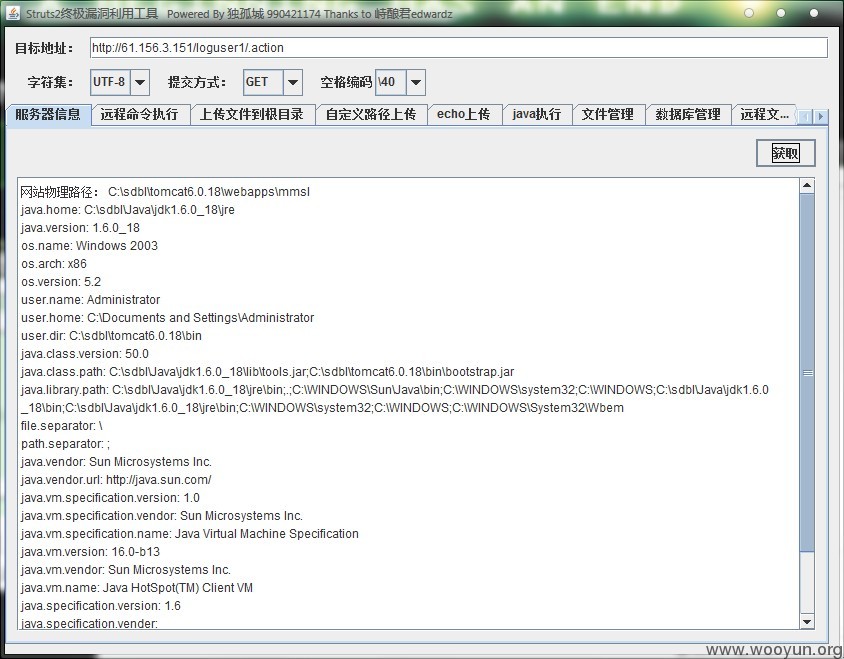 Struts2终极漏洞利用工具 Powered By 独孤城 990421174 Thanks to 峙酿君edwardz
目标地址： http://61.156.3.151/loguser1/.action
字符集： UTF-8 提交方式： GET 空格编码 \40
服务器信息 远程命令执行 上传文件到根目录 自定义路径上传 echo上传 java执行 文件管理 数据库管理 远程文...
获取
网站物理路径： C:\sdbl\tomcat6.0.18\webapps\mmsl
java.home: C:\sdbl\Java\jdk1.6.0_18\jre
java.version: 1.6.0_18
os.name: Windows 2003
os.arch: x86
os.version: 5.2
user.name: Administrator
user.home: C:\Documents and Settings\Administrator
user.dir: C:\sdbl\tomcat6.0.18\bin
java.class.version: 50.0
java.class.path: C:\sdbl\Java\jdk1.6.0_18\lib\tools.jar;C:\sdbl\tomcat6.0.18\bin\bootstrap.jar
java.library.path: C:\sdbl\Java\jdk1.6.0_18\jre\bin;.;C:\WINDOWS\Sun\Java\bin;C:\WINDOWS\system32;C:\WINDOWS;C:\sdbl\Java\jdk1.6.0
_18\bin;C:\sdbl\Java\jdk1.6.0_18\jre\bin;C:\WINDOWS\system32;C:\WINDOWS;C:\WINDOWS\System32\Wbem
file.separator: \
path.separator: ;
java.vendor: Sun Microsystems Inc.
java.vendor.url: http://java.sun.com/
java.vm.specification.version: 1.0
java.vm.specification.vendor: Sun Microsystems Inc.
java.vm.specification.name: Java Virtual Machine Specification
java.vm.version: 16.0-b13
java.vm.vendor: Sun Microsystems Inc.
java.vm.name: Java HotSpot(TM) Client VM
java.specification.version: 1.6
java.specification.vender:
www.wooyun.org